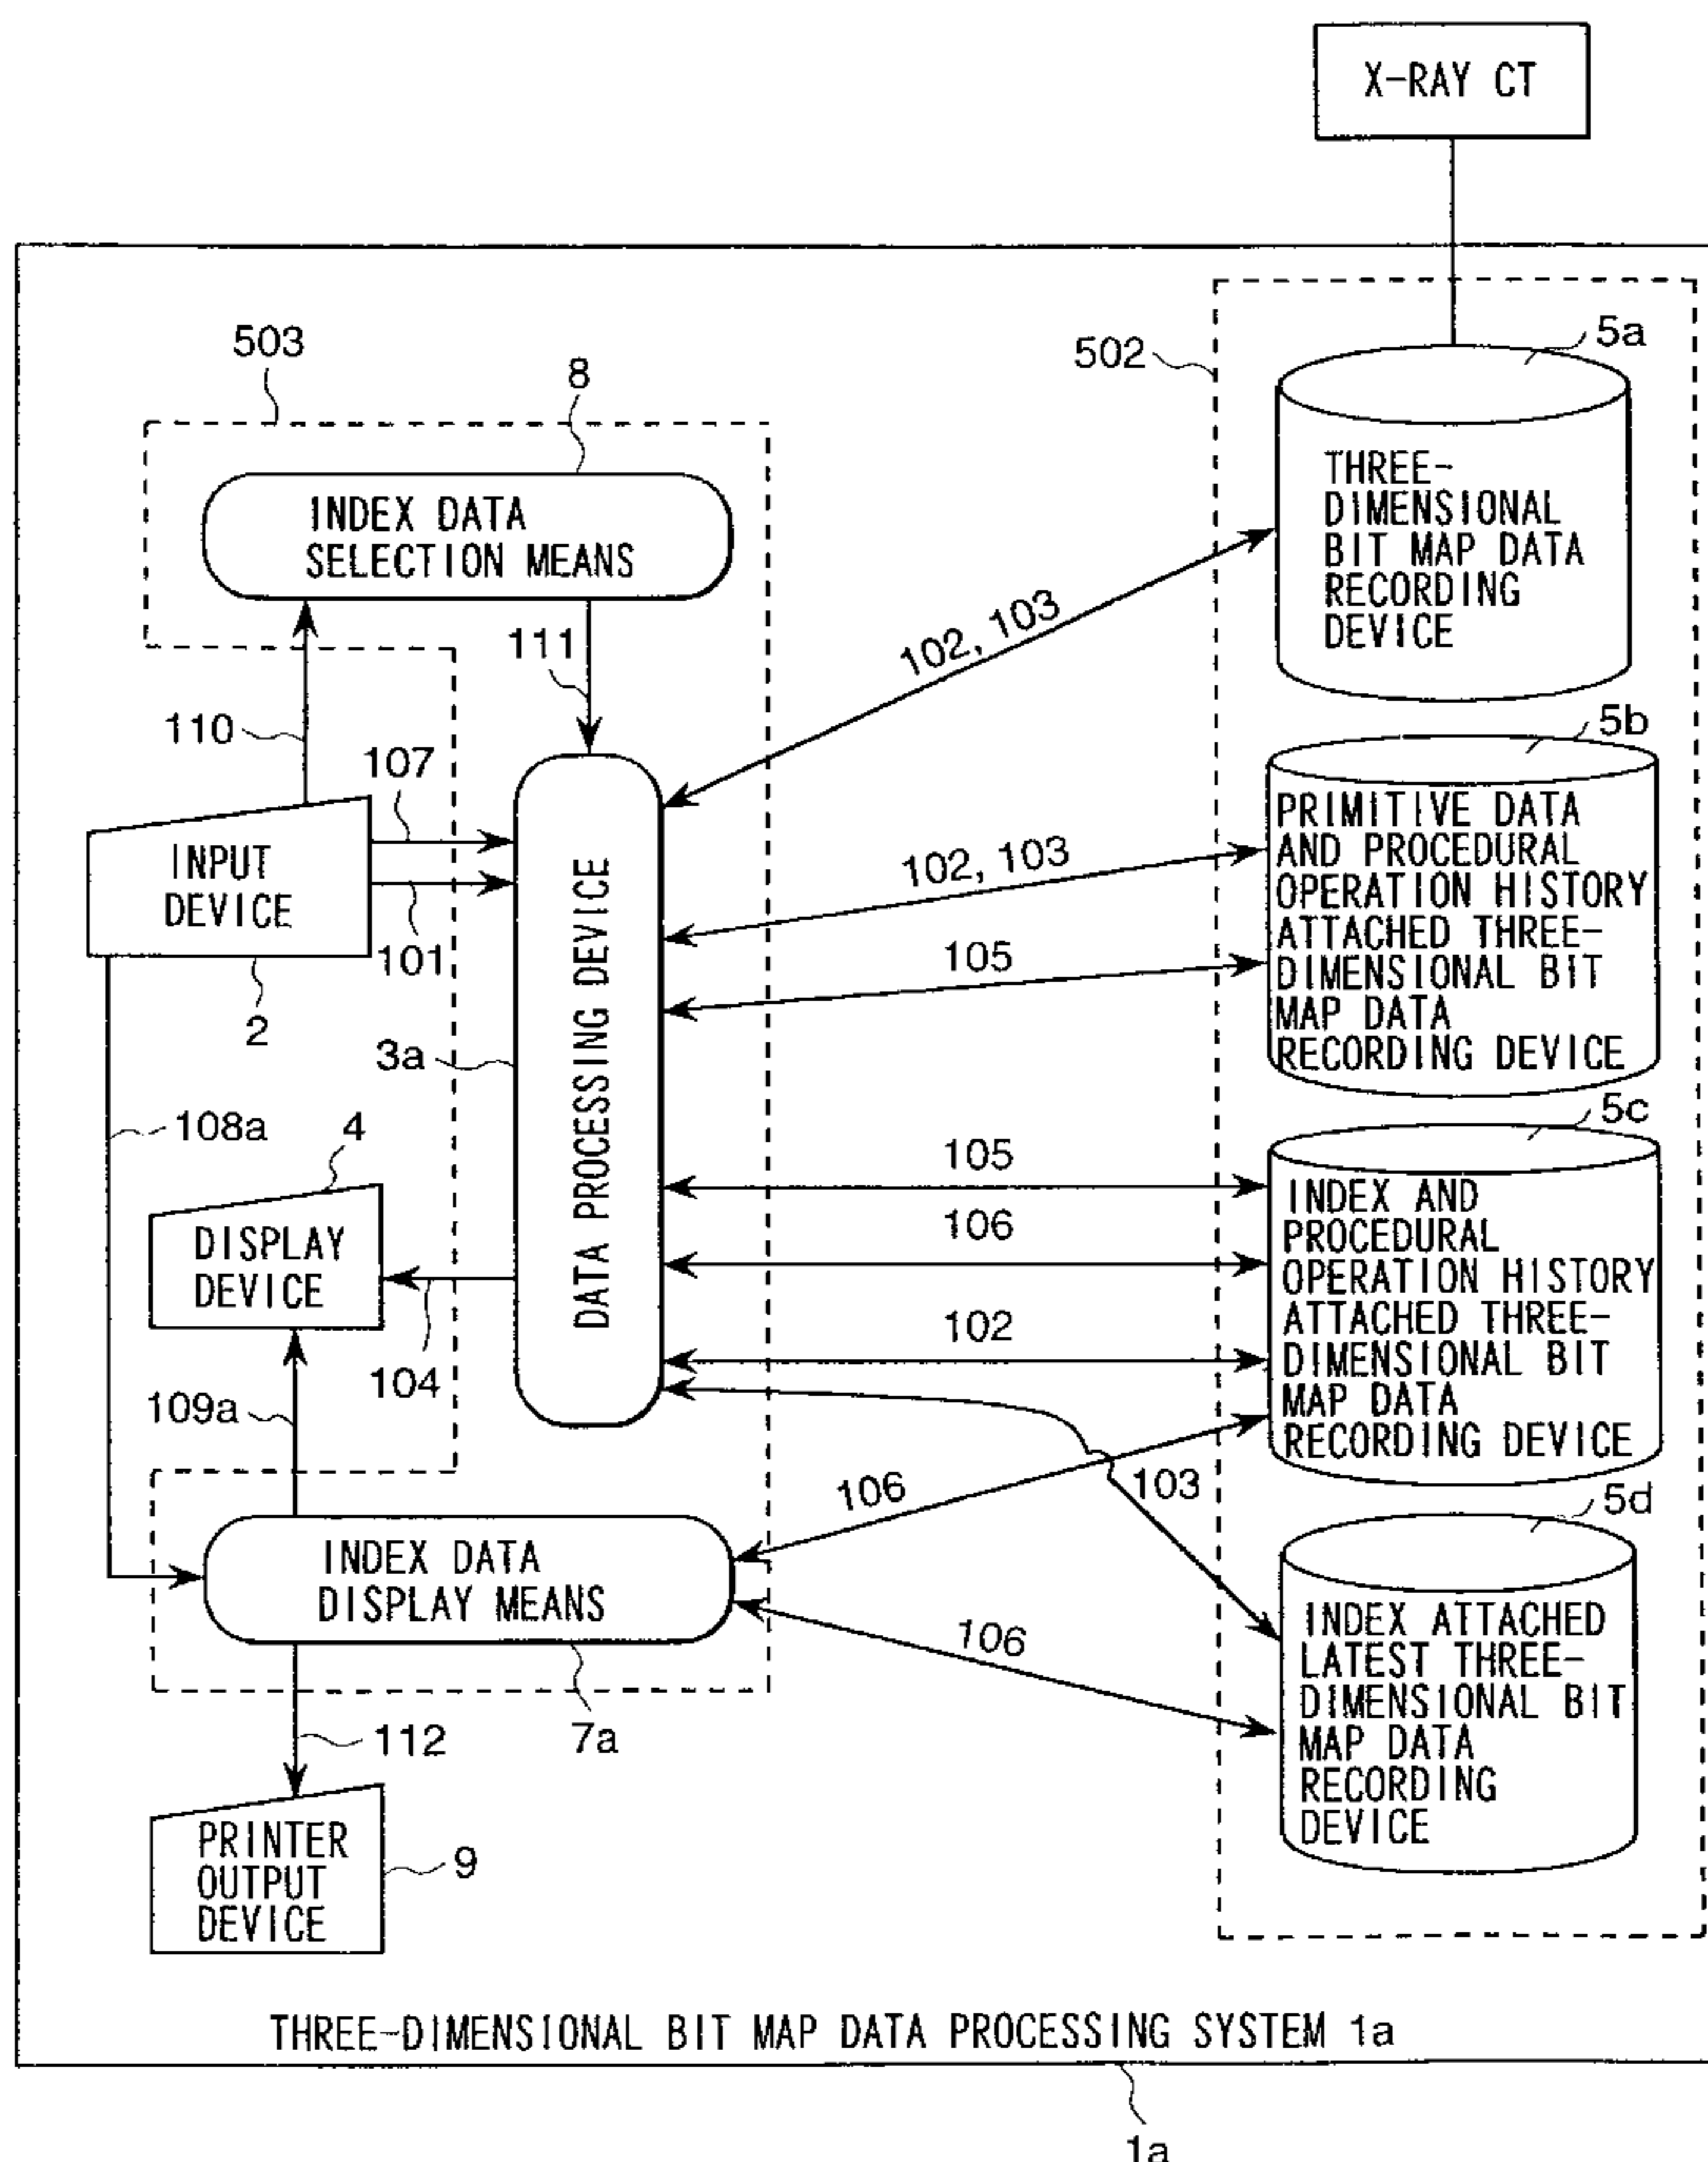 X-RAY CT
503
8
502
5a
INDEX DATA
SELECTION MEANS
THREE-
DIMENSIONAL
BIT MAP DATA
RECORDING
DEVICE
102, 103
111
110
107
5b
INPUT
DEVICE
101
2
PRIMITIVE DATA
AND PROCEDURAL
OPERATION HISTORY
ATTACHED THREE-
DIMENSIONAL BIT
MAP DATA
RECORDING DEVICE
102, 103
105
DATA PROCESSING DEVICE
3a
108a
4
5c
105
106
102
INDEX AND
PROCEDURAL
OPERATION HISTORY
ATTACHED THREE-
DIMENSIONAL BIT
MAP DATA
RECORDING DEVICE
DISPLAY
DEVICE
104
109a
106
103
5d
INDEX DATA
DISPLAY MEANS
106
INDEX ATTACHED
LATEST THREE-
DIMENSIONAL BIT
MAP DATA
RECORDING
DEVICE
7a
112
PRINTER
OUTPUT
DEVICE
9
THREE-DIMENSIONAL BIT MAP DATA PROCESSING SYSTEM 1a
1a